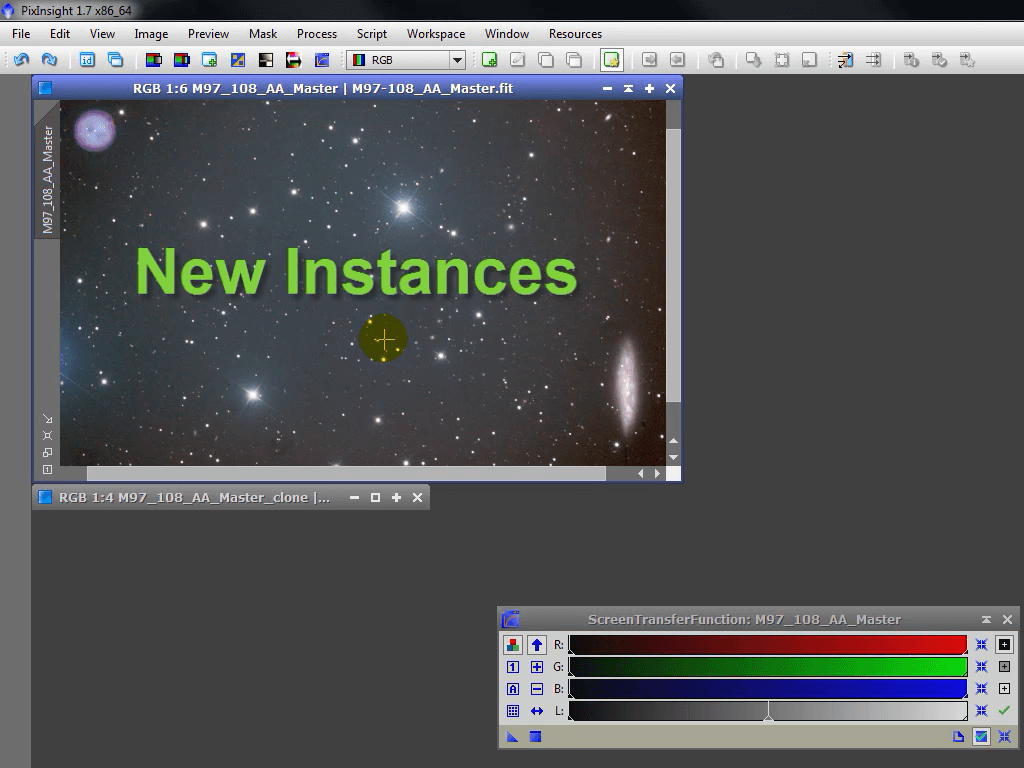 PixInsight 1.7 x86_64
File Edit View Image Preview Mask Process Script Workspace Window Resources
RGB
RGB 1:6 M97_108_AA_Master | M97-108_AA_Master.fit
M97_108_AA_Master
New Instances
RGB 1:4 M97_108_AA_Master_clone |...
ScreenTransferFunction: M97_108_AA_Master
R:
1 G:
A B:
L: